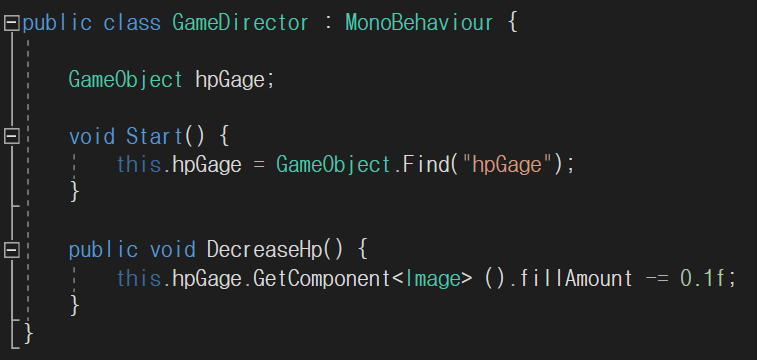 public class GameDirector : MonoBehaviour {
GameObject hpGage;
void Start() {
this.hpGage = GameObject.Find("hpGage");
}
public void DecreaseHp() {
this.hpGage.GetComponent<Image> ().fillAmount -= 0.1f;
}
}